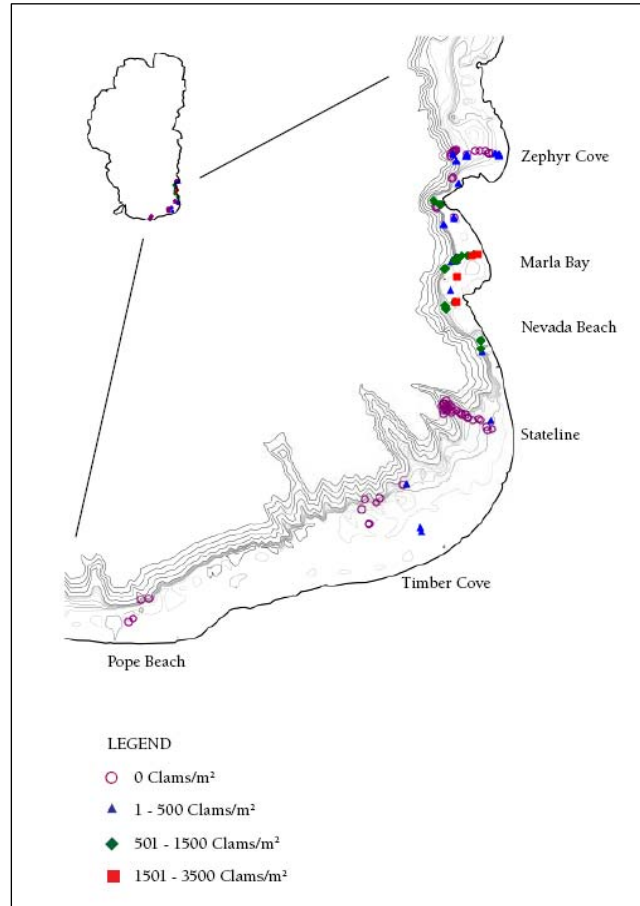 Zephyr Cove
Marla Bay
Nevada Beach
Stateline
Timber Cove
Pope Beach
LEGEND
0 Clams/m²
1 - 500 Clams/m²
501 - 1500 Clams/m²
1501 - 3500 Clams/m²